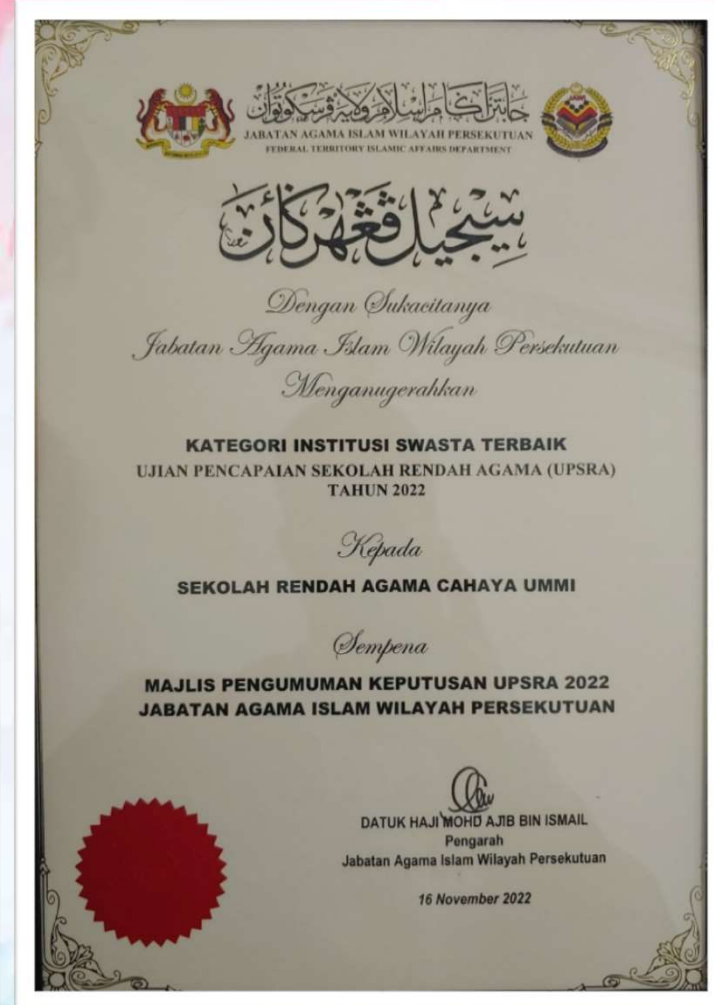 جابتن اݢام اسلام ولايه ڤرسكوتوان
JABATAN AGAMA ISLAM WILAYAH PERSEKUTUAN
FEDERAL TERRITORY ISLAMIC AFFAIRS DEPARTMENT
سيجيل ڤڠهرݢاءن
Dengan Sukacitanya
Jabatan Agama Islam Wilayah Persekutuan
Menganugerahkan
KATEGORI INSTITUSI SWASTA TERBAIK
UJIAN PENCAPAIAN SEKOLAH RENDAH AGAMA (UPSRA)
TAHUN 2022
Kepada
SEKOLAH RENDAH AGAMA CAHAYA UMMI
Sempena
MAJLIS PENGUMUMAN KEPUTUSAN UPSRA 2022
JABATAN AGAMA ISLAM WILAYAH PERSEKUTUAN
DATUK HAJI MOHD AJIB BIN ISMAIL
Pengarah
Jabatan Agama Islam Wilayah Persekutuan
16 November 2022